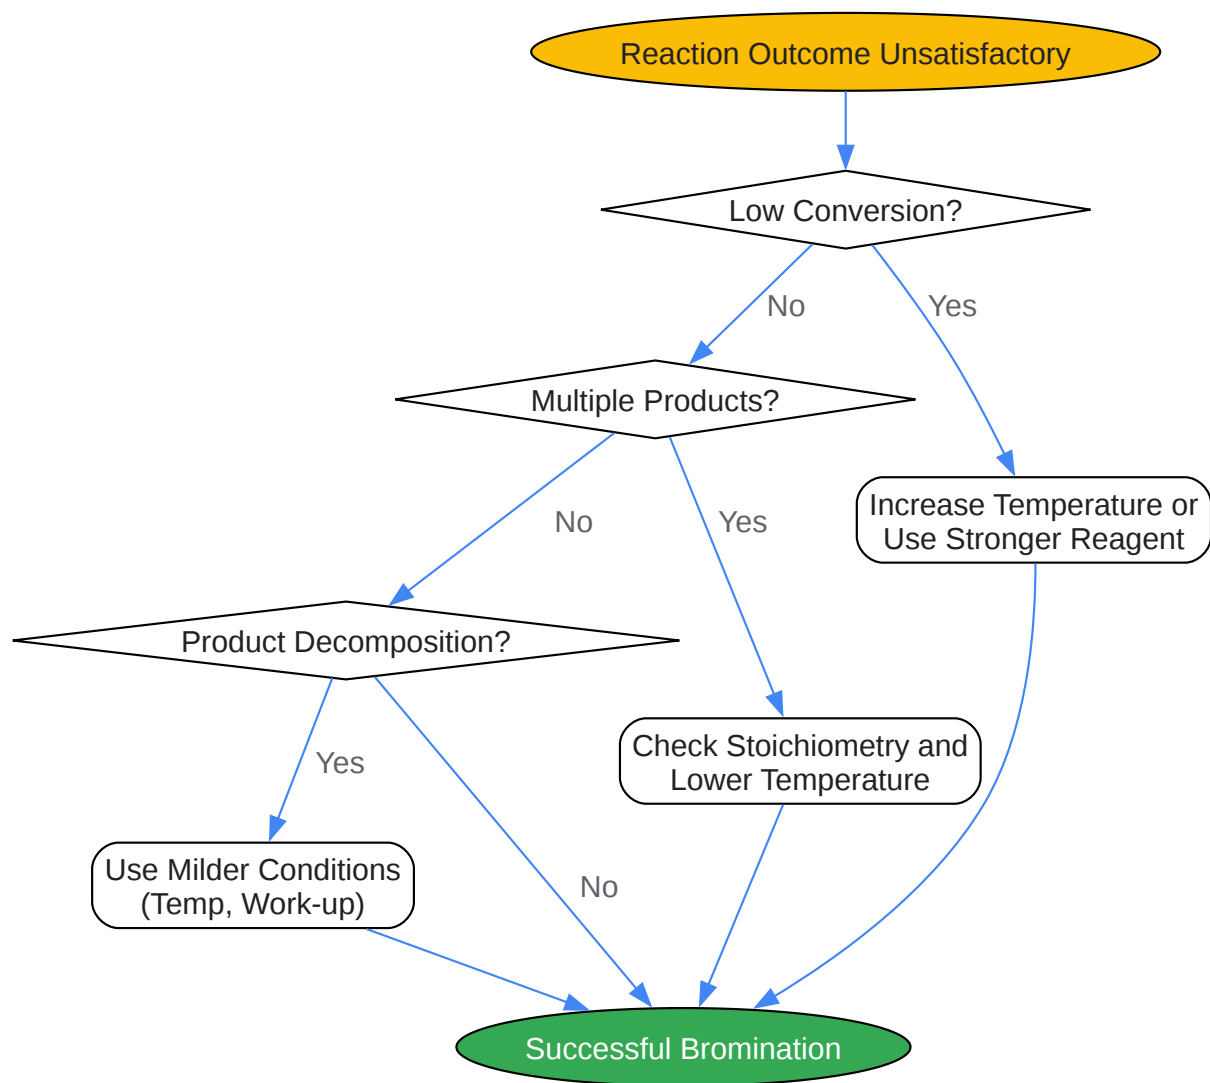 Reaction Outcome Unsatisfactory
Low Conversion?
No
Yes
Multiple Products?
Increase Temperature or
Use Stronger Reagent
No
Yes
Product Decomposition?
Check Stoichiometry and
Lower Temperature
Yes
Use Milder Conditions
(Temp, Work-up)
No
Successful Bromination